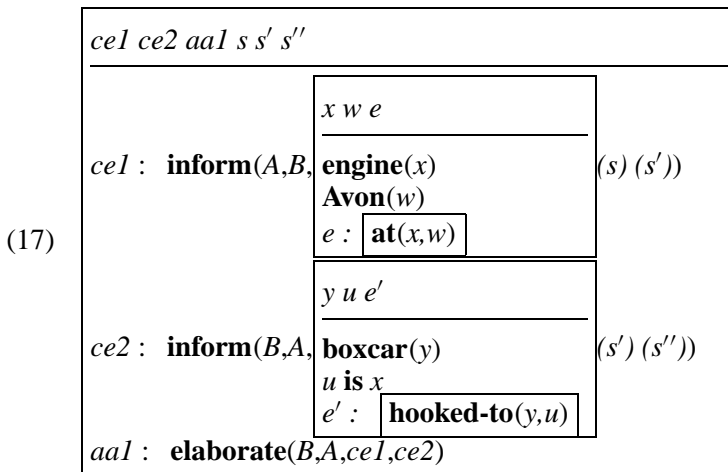 ce1 ce2 aa1 s s′ s′′
x w e
ce1 : inform(A,B, engine(x) (s) (s′))
Avon(w)
e : at(x,w)
(17)
y u e′
ce2 : inform(B,A, boxcar(y) (s′) (s′′))
u is x
e′ : hooked-to(y,u)
aa1 : elaborate(B,A,ce1,ce2)